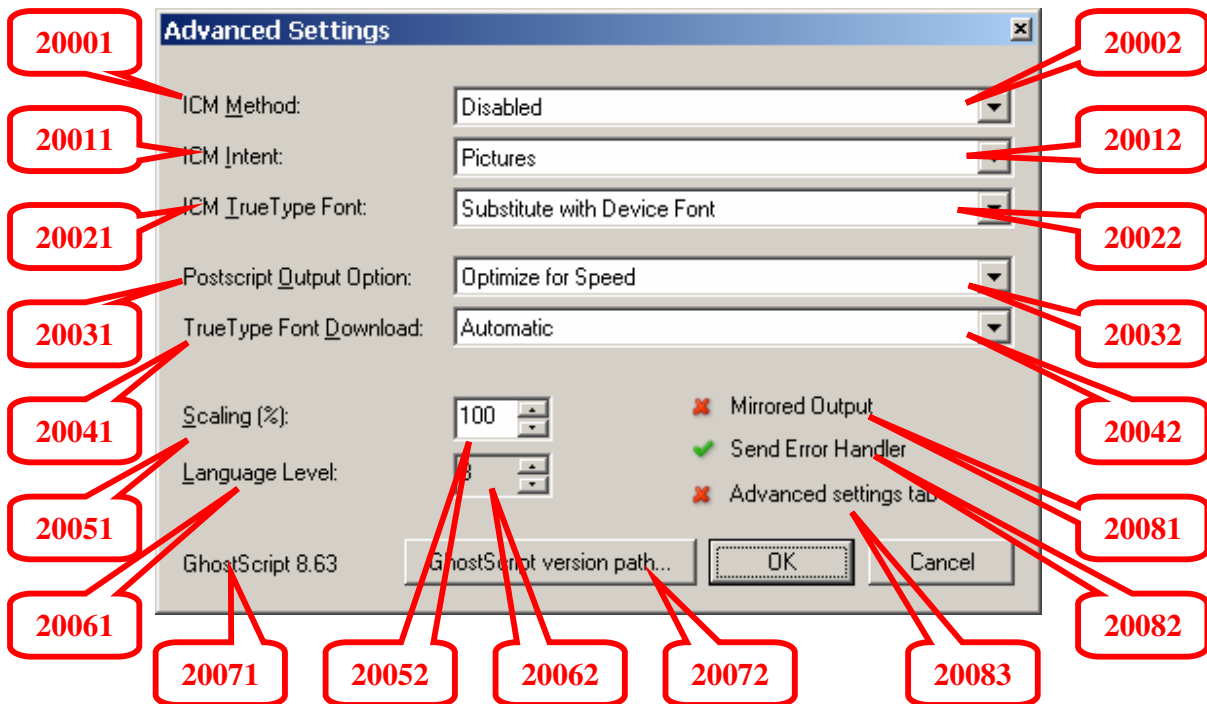 Advanced Settings
20001
20002
ICM Method:
Disabled
20011
20012
ICM Intent:
Pictures
ICM TrueType Font:
Substitute with Device Font
20021
20022
Postscript Output Option:
Optimize for Speed
20031
20032
TrueType Font Download:
Automatic
20041
20042
Scaling (%):
100
Mirrored Output
Send Error Handler
Language Level:
Advanced settings tab
20051
20081
GhostScript 8.63
GhostScript version path...
OK
Cancel
20061
20082
20071
20052
20062
20072
20083